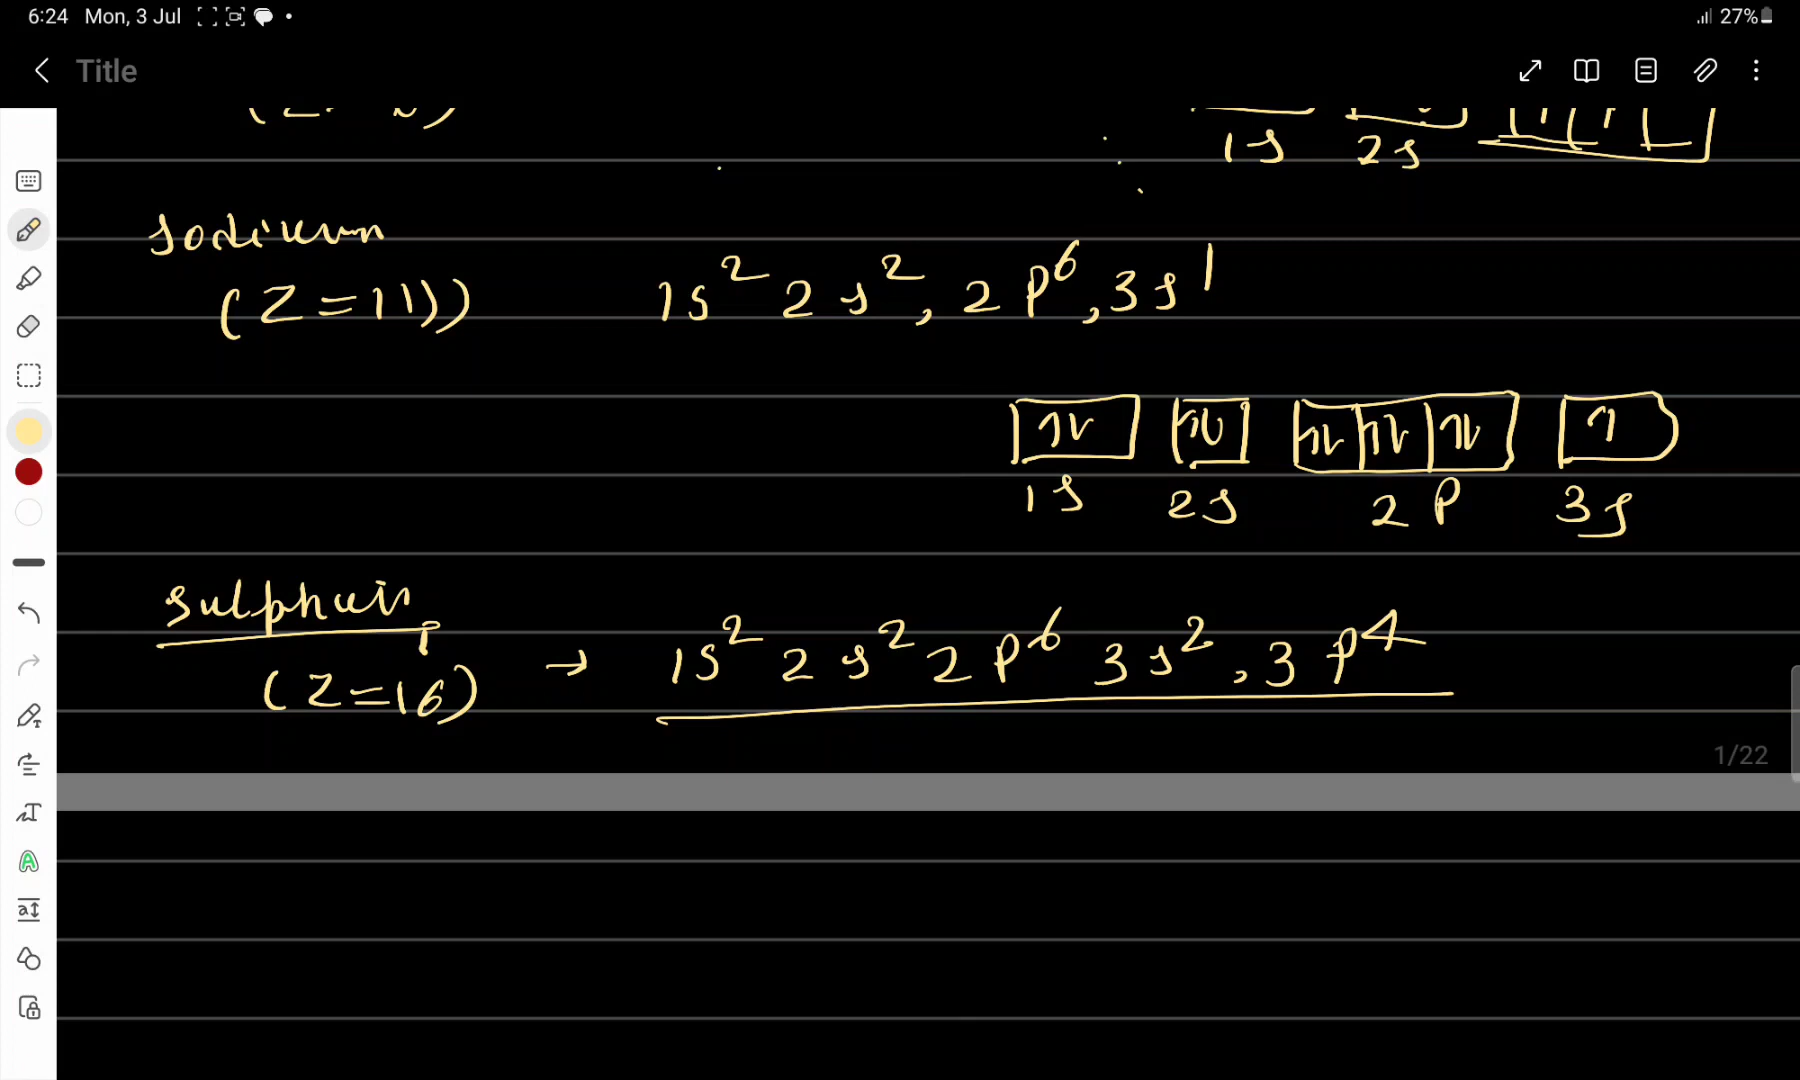 6:24 Mon, 3 Jul
27%
Title
1s 2s
Sodium
(Z=11)) 1s² 2s², 2p⁶, 3s¹
1s 2s 2p 3s
Sulphur
(Z=16) → 1s² 2s² 2p⁶ 3s², 3p⁴
1/22